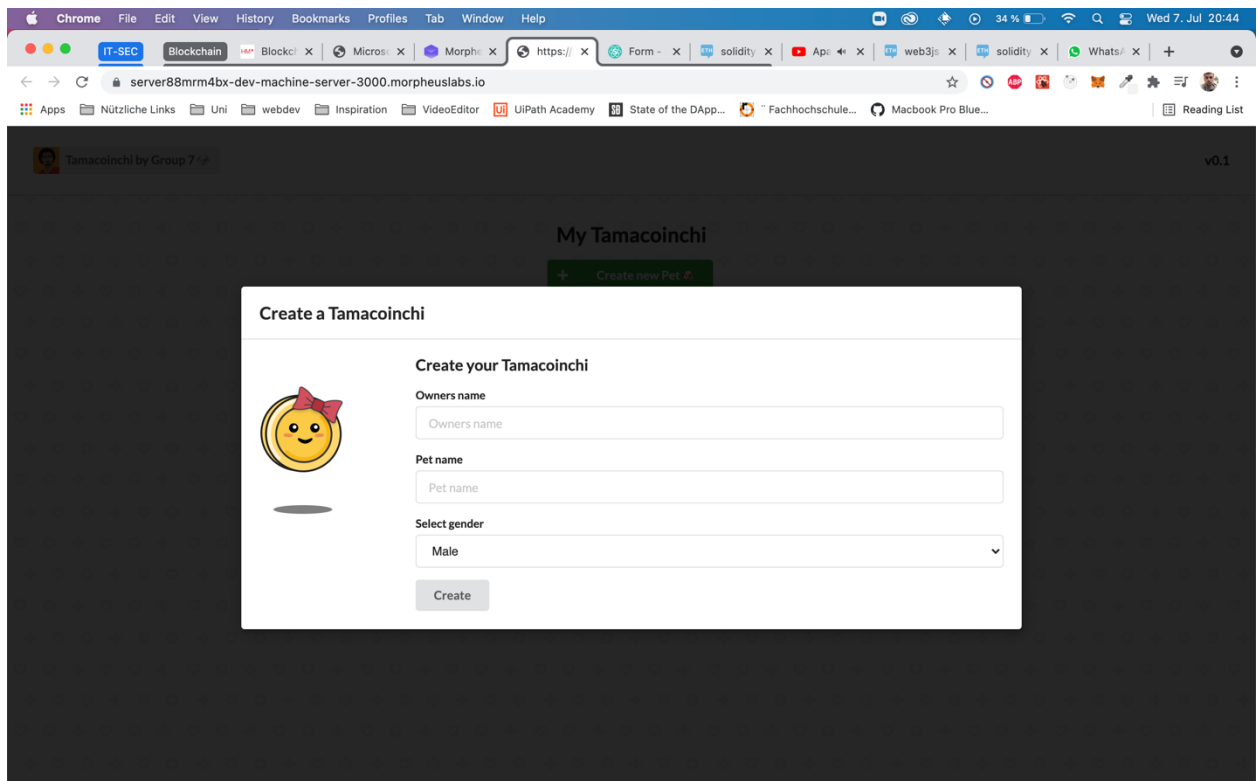 Chrome File Edit View History Bookmarks Profiles Tab Window Help 34 % Wed 7. Jul 20:44
IT-SEC Blockchain Blockch Microsc Morphe https:// Form - solidity Apa web3js solidity WhatsA
server88mrm4bx-dev-machine-server-3000.morpheuslabs.io
Apps Nützliche Links Uni webdev Inspiration VideoEditor UiPath Academy State of the DApp... ¨ Fachhochschule... Macbook Pro Blue... Reading List
Tamacoinchi by Group 7 v0.1
My Tamacoinchi
+ Create new Pet
Create a Tamacoinchi
Create your Tamacoinchi
Owners name
Owners name
Pet name
Pet name
Select gender
Male
Create